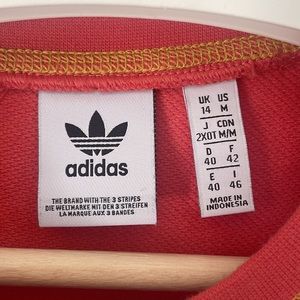 adidas
THE BRAND WITH THE 3 STRIPES
DIE WELTMARKE MIT DEN 3 STREIFEN
LA MARQUE AUX 3 BANDES
UK US
14 M
J CDN
2XOT M/M
D F
40 42
E I
40 46
MADE IN
INDONESIA